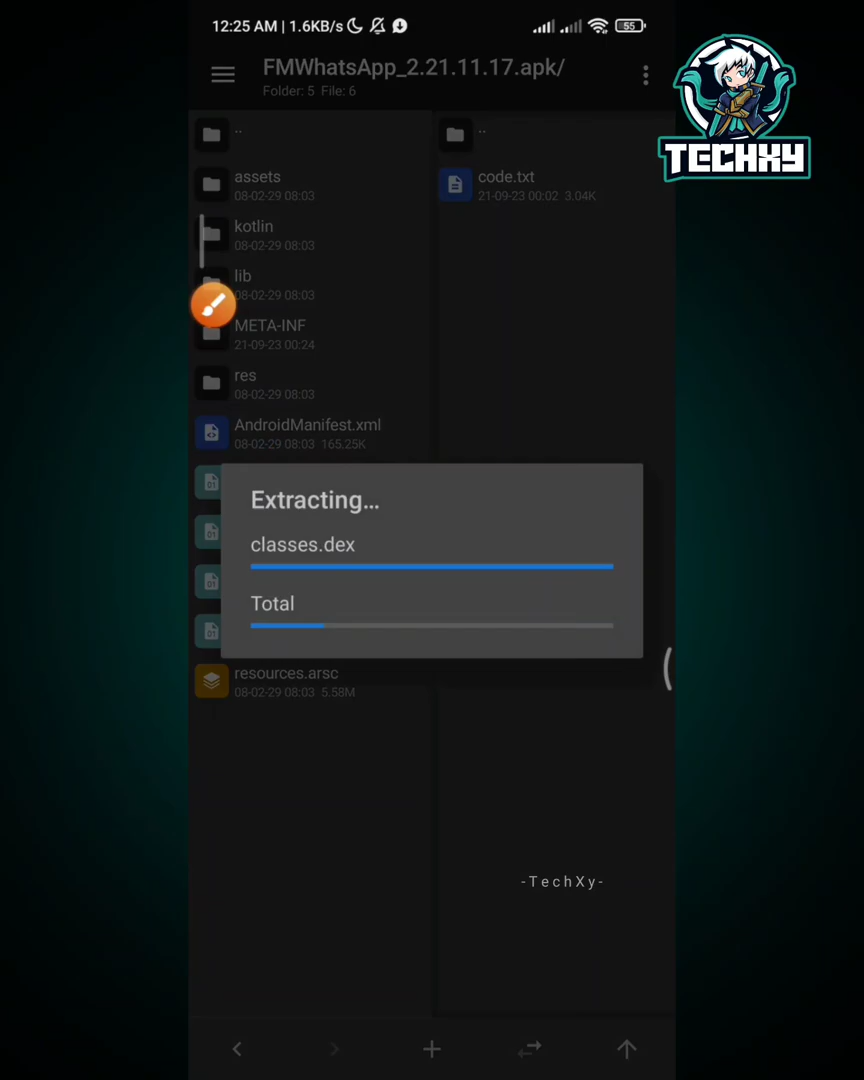 12:25 AM | 1.6KB/s
55
FMWhatsApp_2.21.11.17.apk/
Folder: 5 File: 6
TECHXY
..
assets
08-02-29 08:03
kotlin
08-02-29 08:03
lib
08-02-29 08:03
META-INF
21-09-23 00:24
res
08-02-29 08:03
AndroidManifest.xml
08-02-29 08:03 165.25K
resources.arsc
08-02-29 08:03 5.58M
..
code.txt
21-09-23 00:02 3.04K
Extracting...
classes.dex
Total
-TechXy-